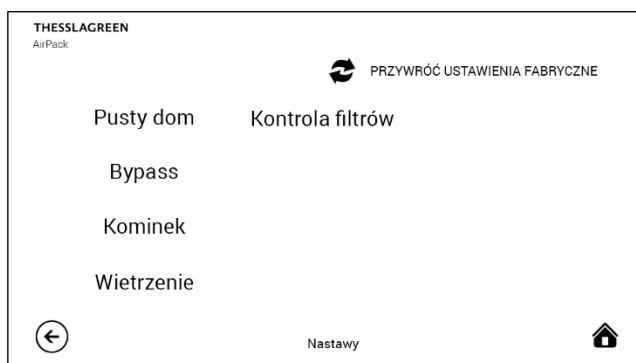 THESSLAGREEN
AirPack
PRZYWRÓĆ USTAWIENIA FABRYCZNE
Pusty dom
Kontrola filtrów
Bypass
Kominek
Wietrzenie
Nastawy